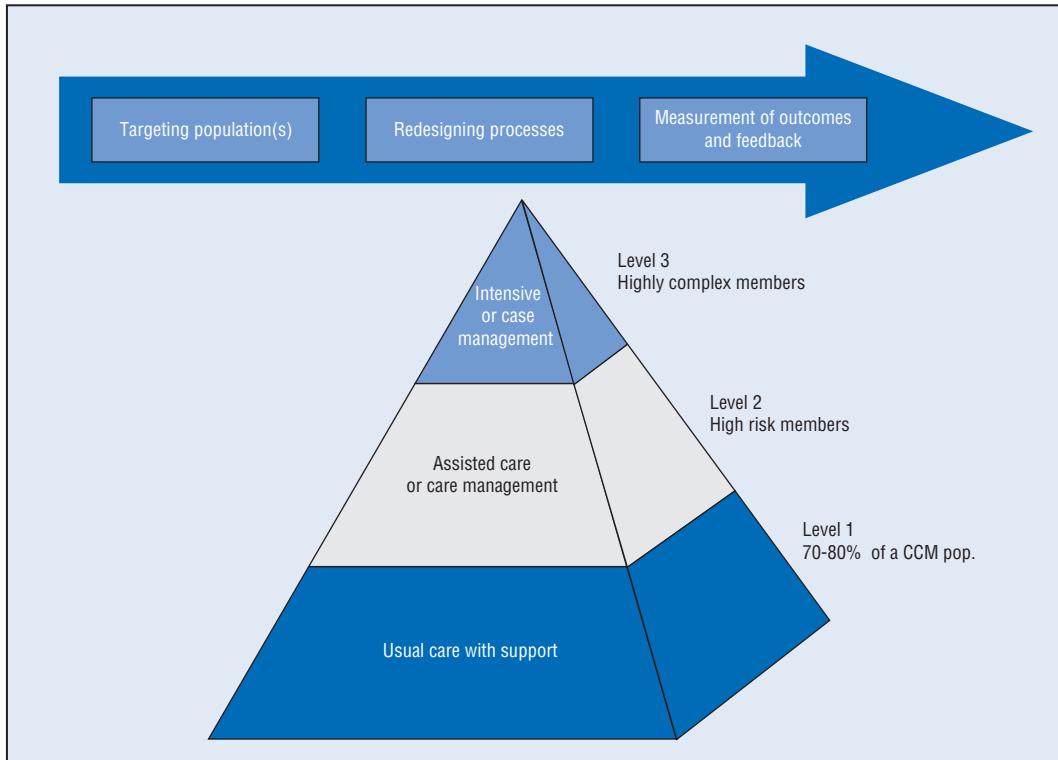 Targeting population(s)
Redesigning processes
Measurement of outcomes
and feedback
Level 3
Highly complex members
Intensive
or case
management
Level 2
High risk members
Assisted care
or care management
Level 1
70-80% of a CCM pop.
Usual care with support